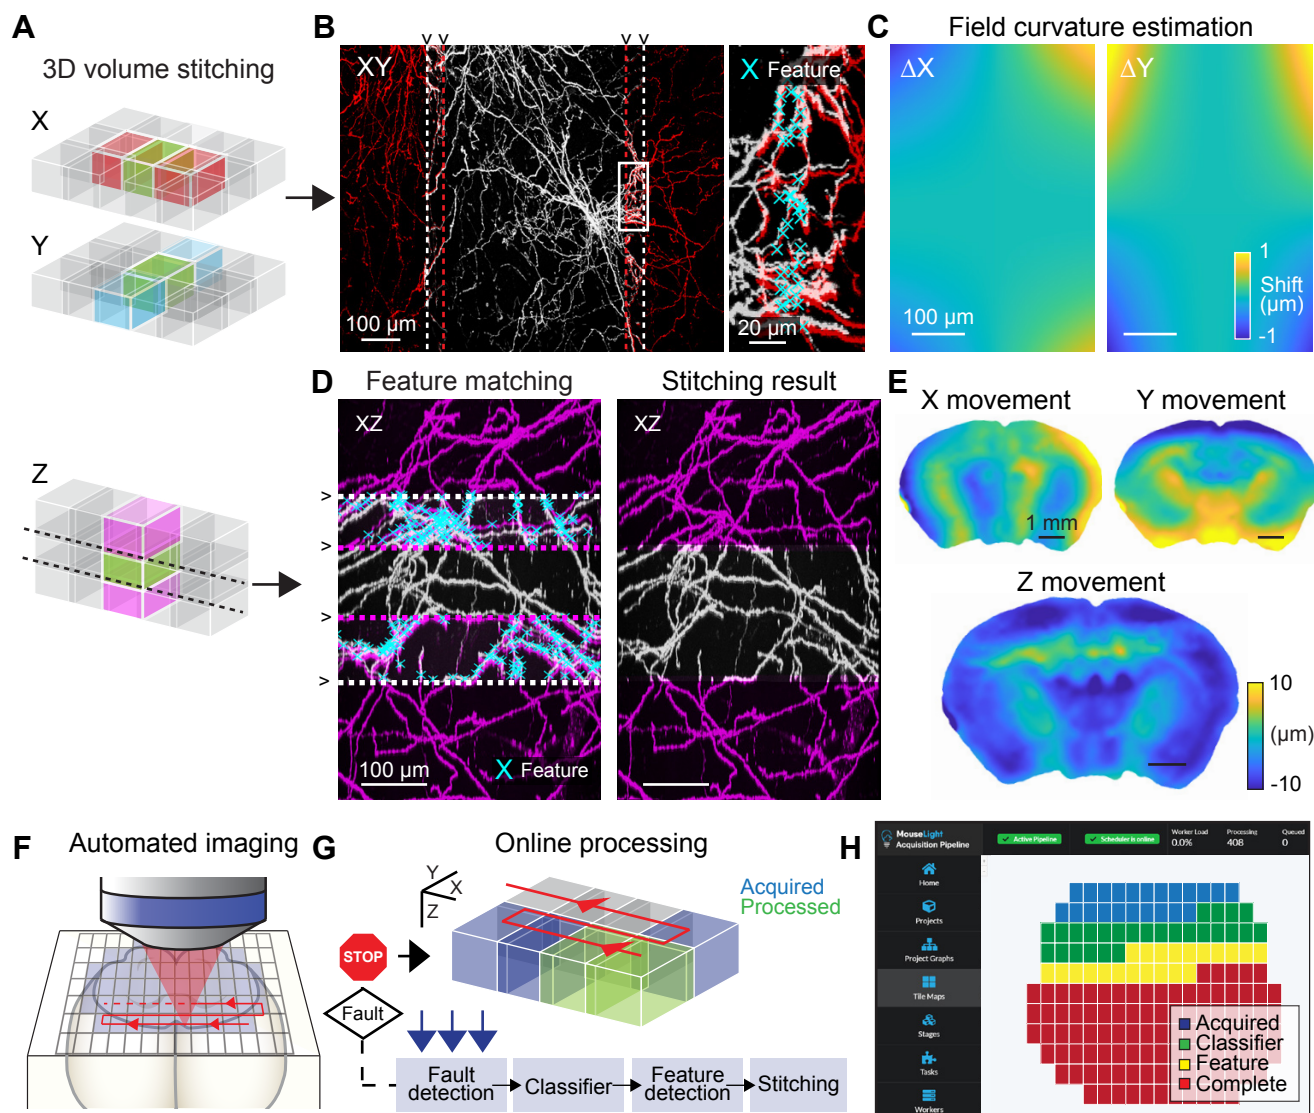 A
3D volume stitching
X
Y
Z
B
XY
100 µm
X Feature
20 µm
C
Field curvature estimation
ΔX
100 µm
ΔY
1
Shift
(µm)
-1
D
Feature matching
XZ
100 µm
X Feature
Stitching result
XZ
E
X movement
Y movement
1 mm
Z movement
10
(µm)
-10
F
Automated imaging
G
Online processing
Y
X
Z
Acquired
Processed
STOP
Fault
Fault
detection
Classifier
Feature
detection
Stitching
H
MouseLight
Acquisition Pipeline
Active Pipeline
Scheduler is online
Worker Load
0.0%
Processing
408
Queued
0
Home
Projects
Project Graphs
Tile Maps
Stages
Tasks
Workers
Acquired
Classifier
Feature
Complete